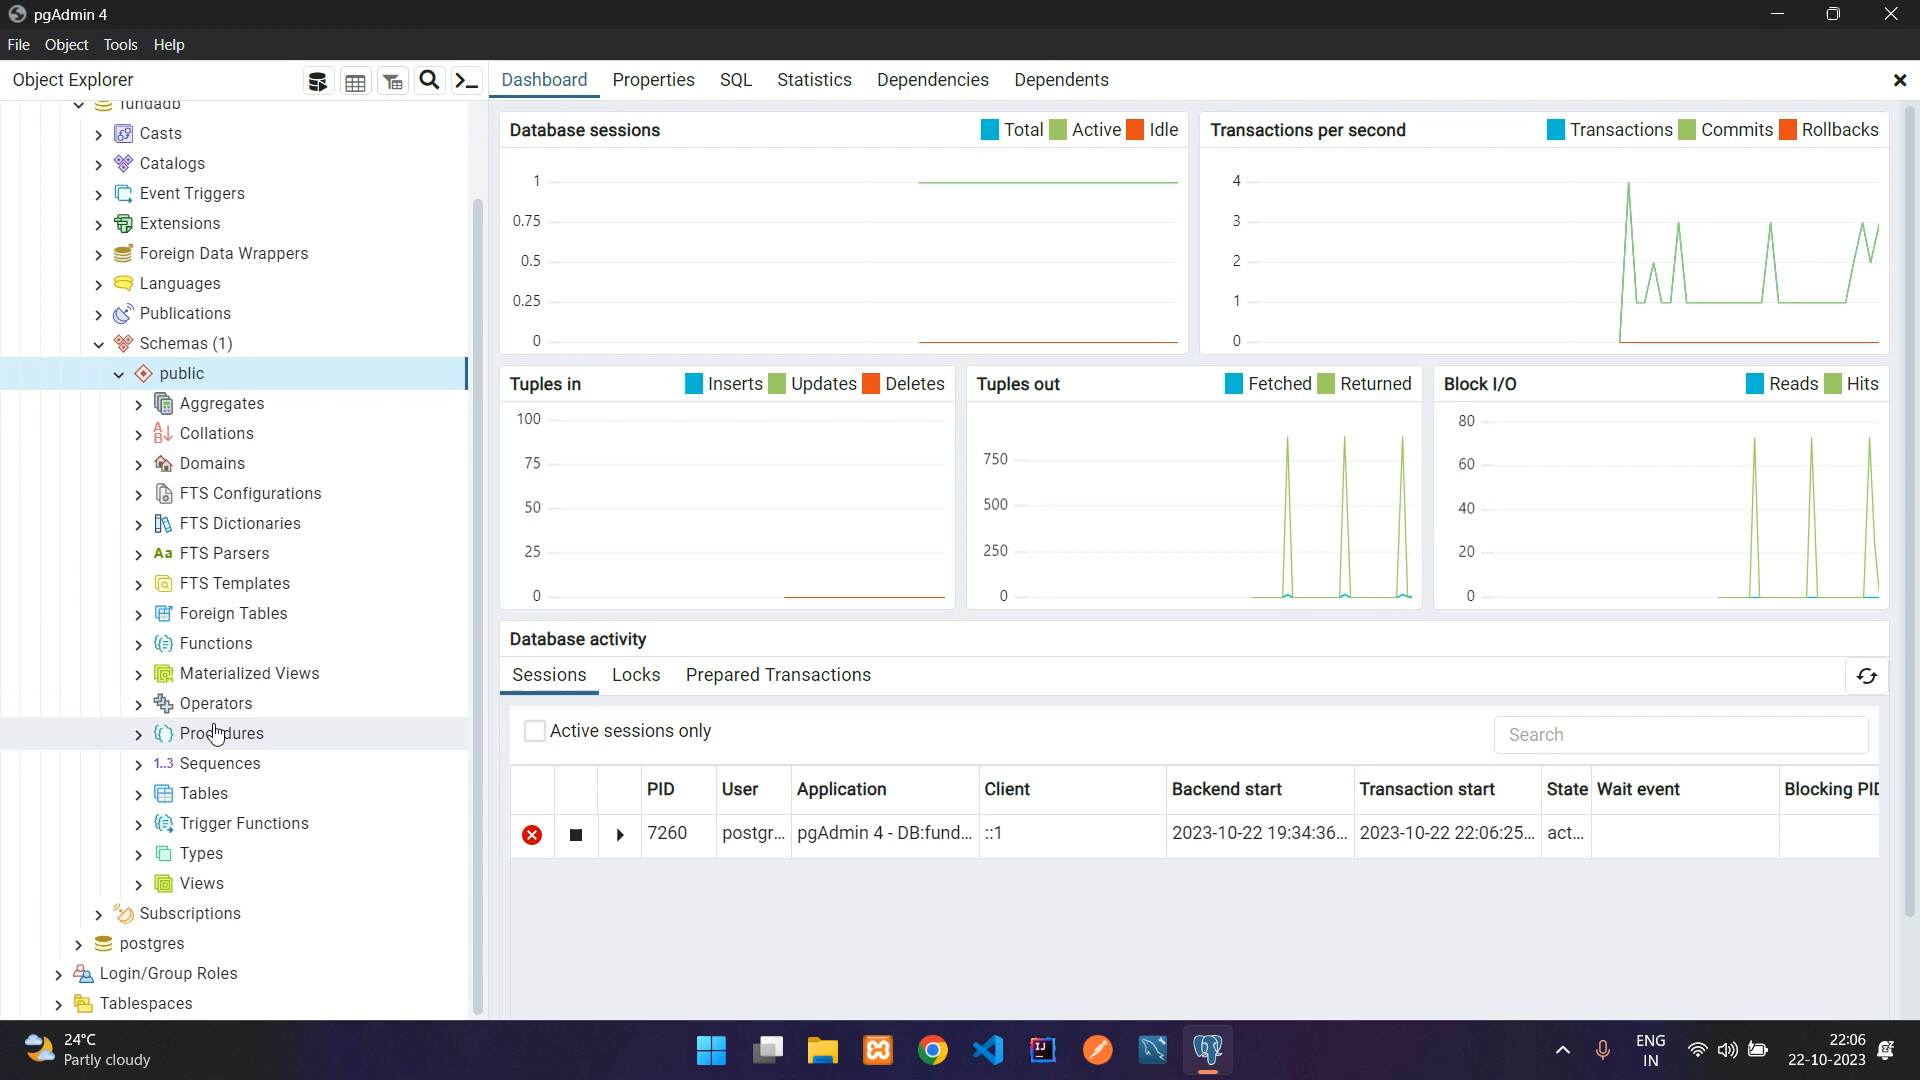 pgAdmin 4
File Object Tools Help
Object Explorer
Dashboard Properties SQL Statistics Dependencies Dependents
fundadb
Casts
Catalogs
Event Triggers
Extensions
Foreign Data Wrappers
Languages
Publications
Schemas (1)
public
Aggregates
Collations
Domains
FTS Configurations
FTS Dictionaries
Aa FTS Parsers
FTS Templates
Foreign Tables
Functions
Materialized Views
Operators
Procedures
1..3 Sequences
Tables
Trigger Functions
Types
Views
Subscriptions
postgres
Login/Group Roles
Tablespaces
Database sessions Total Active Idle
1
0.75
0.5
0.25
0
Transactions per second Transactions Commits Rollbacks
4
3
2
1
0
Tuples in Inserts Updates Deletes
100
75
50
25
0
Tuples out Fetched Returned
750
500
250
0
Block I/O Reads Hits
80
60
40
20
0
Database activity
Sessions Locks Prepared Transactions
Active sessions only Search
PID User Application Client Backend start Transaction start State Wait event Blocking PID
7260 postgr... pgAdmin 4 - DB:fund... ::1 2023-10-22 19:34:36... 2023-10-22 22:06:25... act...
24°C
Partly cloudy
ENG
IN
22:06
22-10-2023